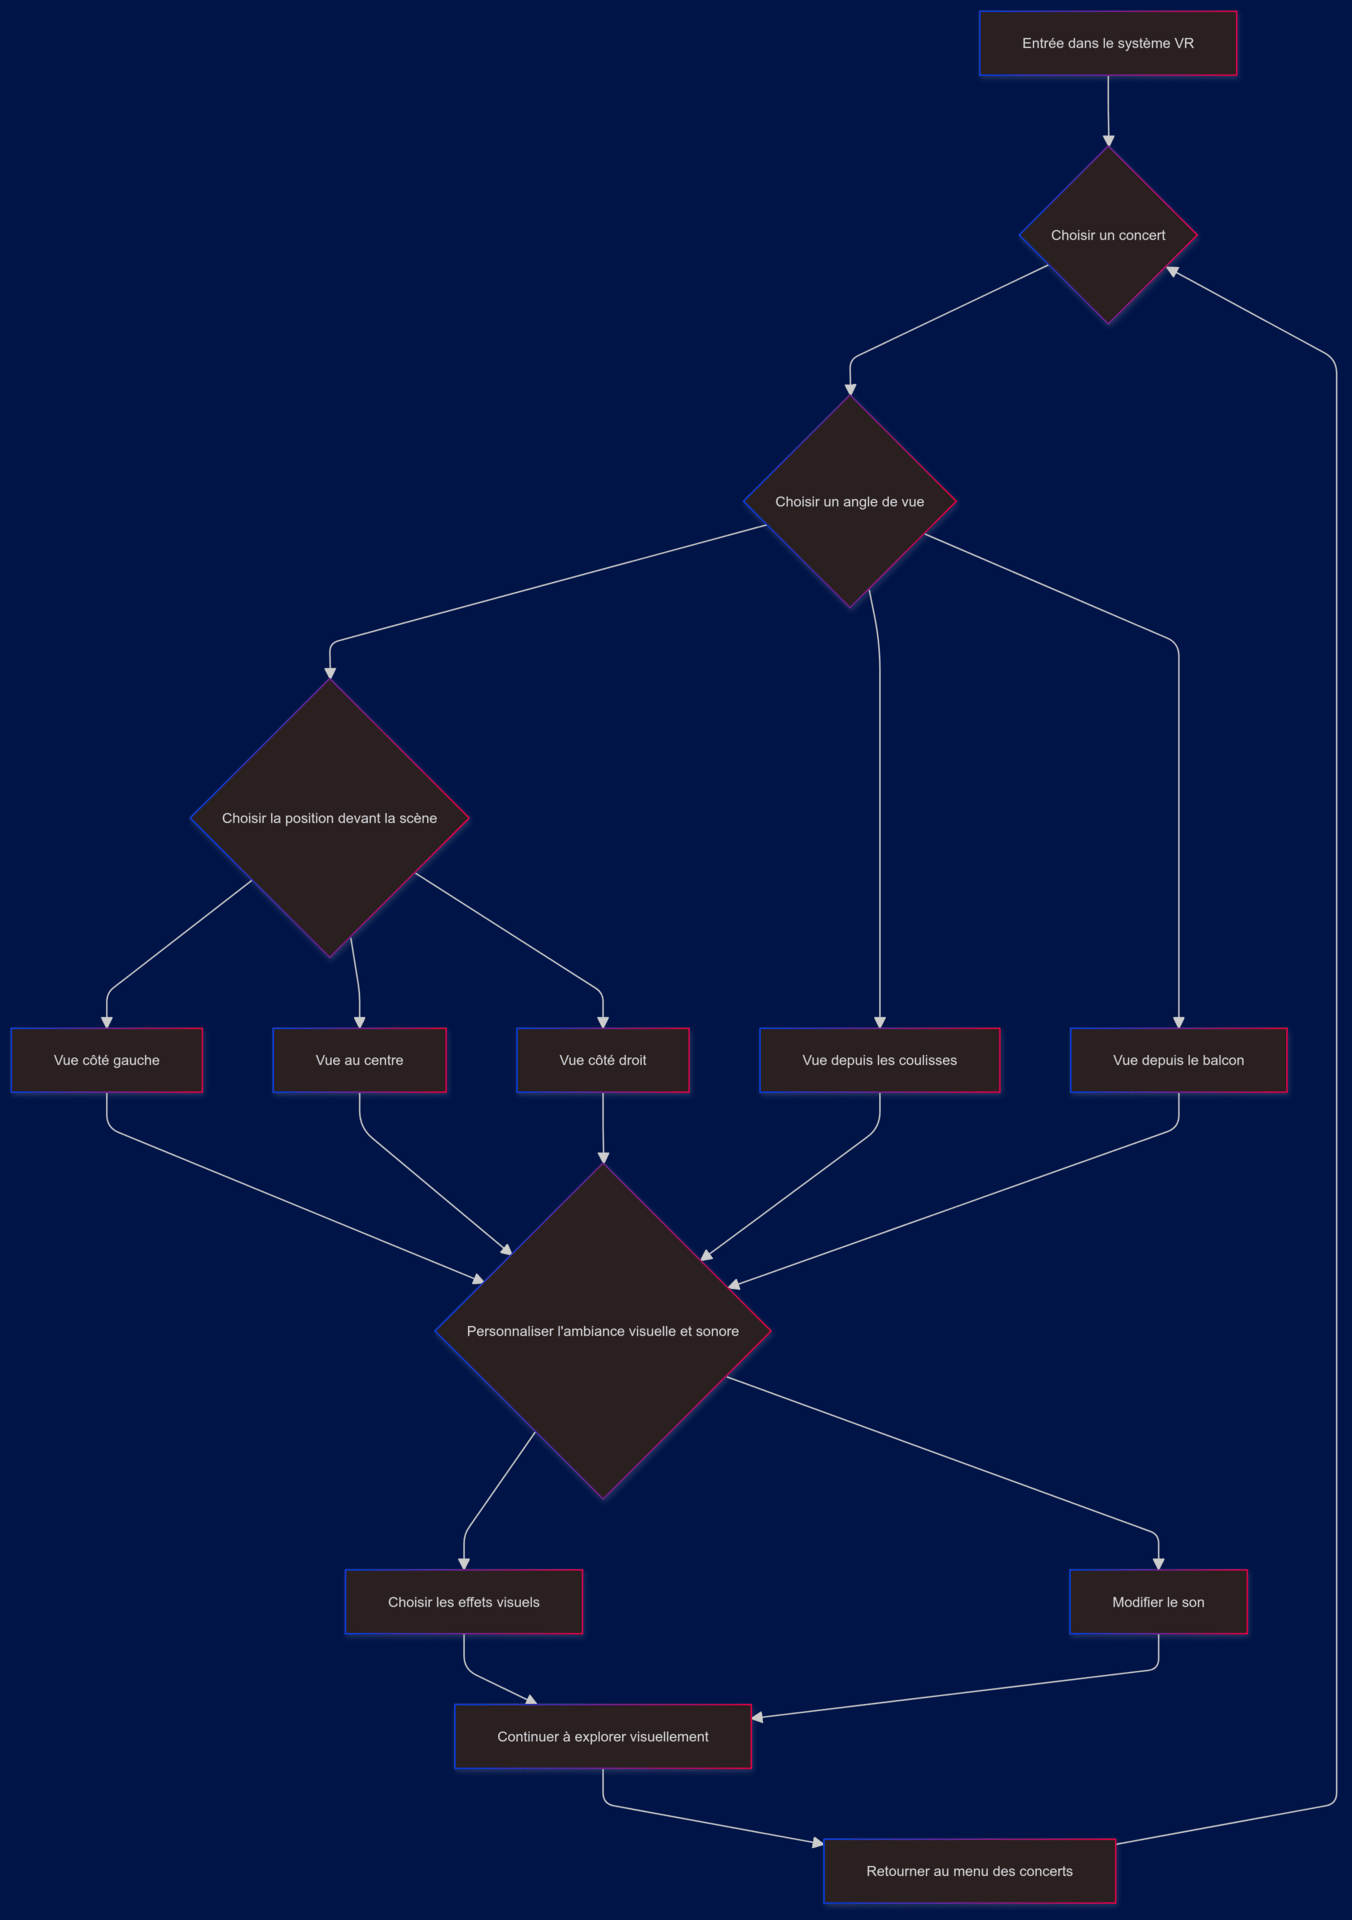 Entrée dans le système VR
Choisir un concert
Choisir un angle de vue
Choisir la position devant la scène
Vue côté gauche
Vue au centre
Vue côté droit
Vue depuis les coulisses
Vue depuis le balcon
Personnaliser l'ambiance visuelle et sonore
Choisir les effets visuels
Modifier le son
Continuer à explorer visuellement
Retourner au menu des concerts